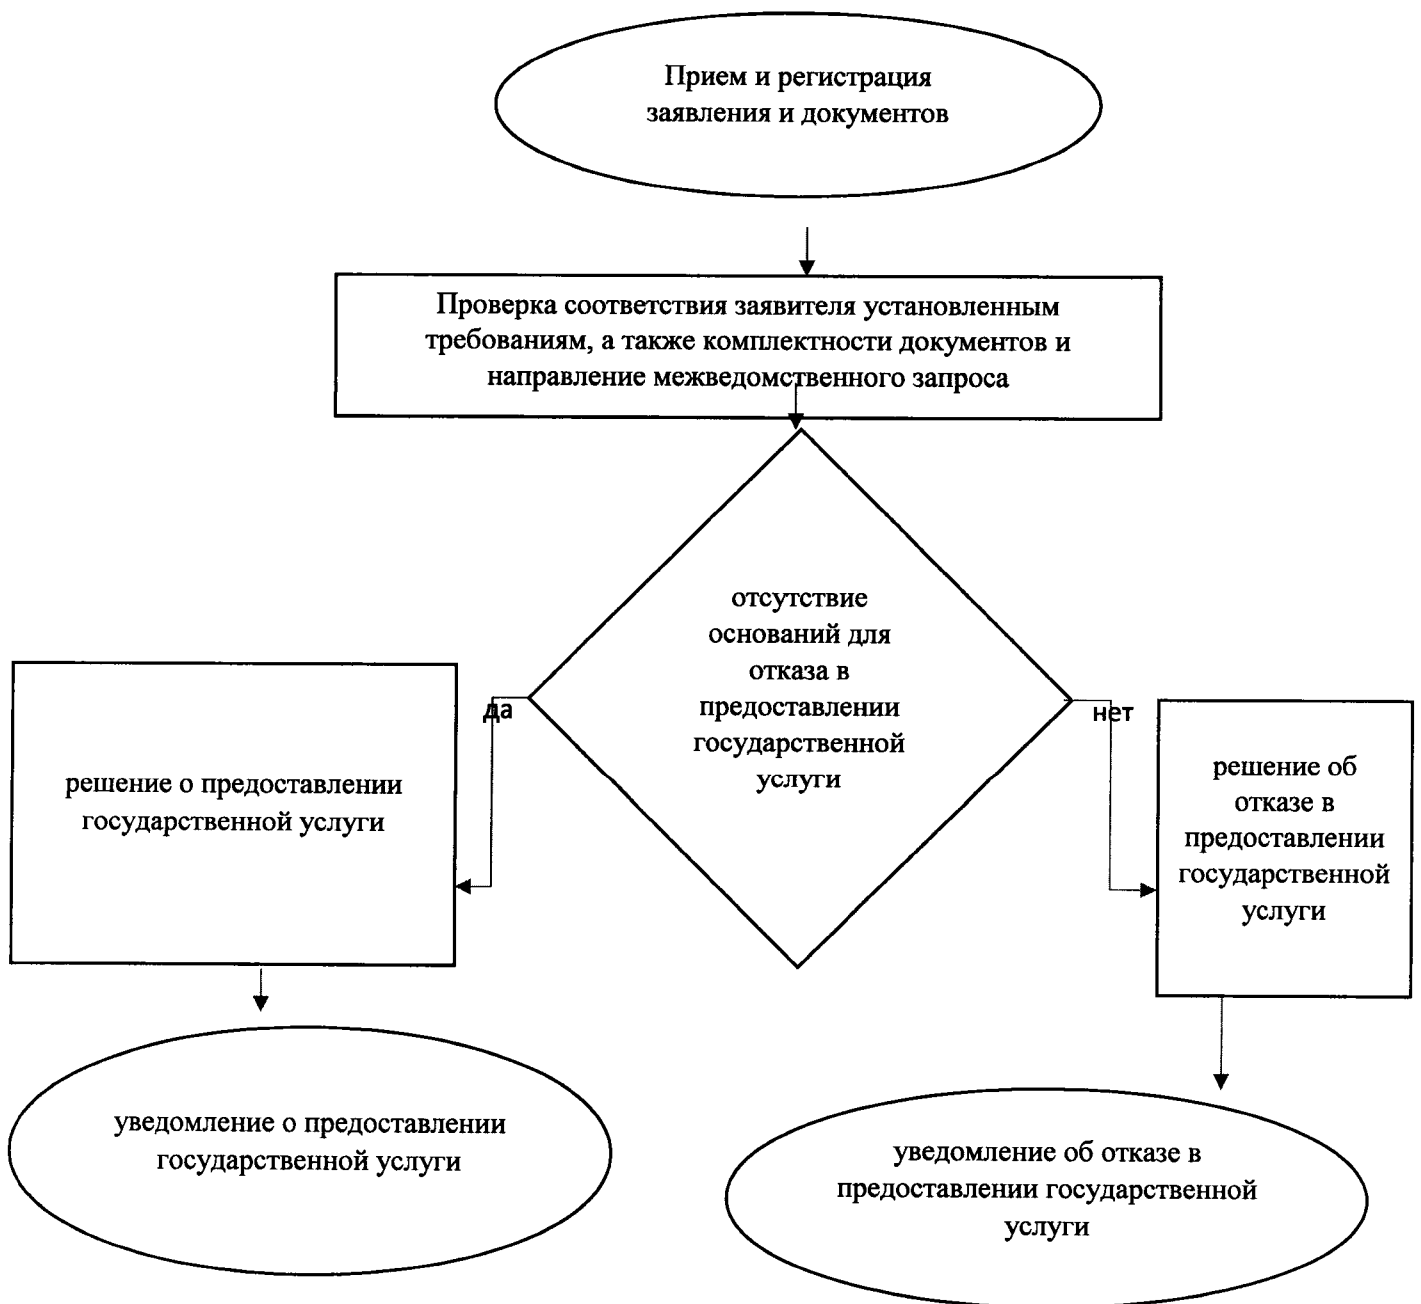 Прием и регистрация
заявления и документов
Проверка соответствия заявителя установленным
требованиям, а также комплектности документов и
направление межведомственного запроса
отсутствие
оснований для
отказа в
предоставлении
государственной
услуги
да
нет
решение о предоставлении
государственной услуги
решение об
отказе в
предоставлении
государственной
услуги
уведомление о предоставлении
государственной услуги
уведомление об отказе в
предоставлении государственной
услуги